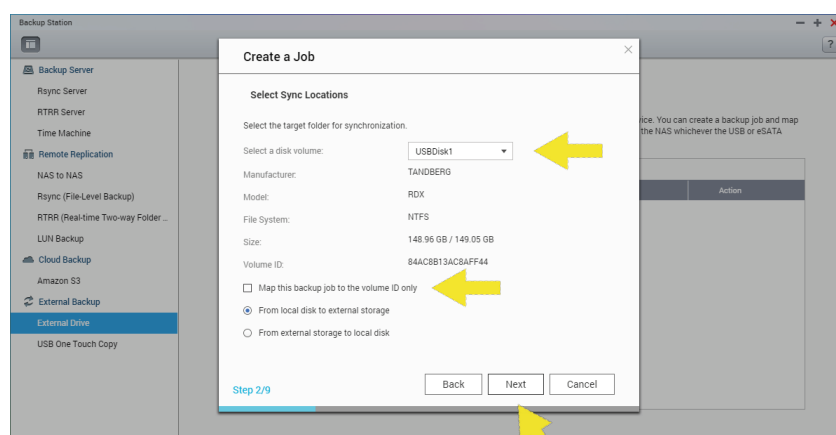 Backup Station
?
Backup Server
Rsync Server
RTRR Server
Time Machine
Remote Replication
NAS to NAS
Rsync (File-Level Backup)
RTRR (Real-time Two-way Folder ...
LUN Backup
Cloud Backup
Amazon S3
External Backup
External Drive
USB One Touch Copy
Create a Job
Select Sync Locations
Select the target folder for synchronization.
Select a disk volume: USBDisk1
Manufacturer: TANDBERG
Model: RDX
File System: NTFS
Size: 148.96 GB / 149.05 GB
Volume ID: 84AC8B13AC8AFF44
Map this backup job to the volume ID only
From local disk to external storage
From external storage to local disk
Step 2/9
Back Next Cancel
vice. You can create a backup job and map
the NAS whichever the USB or eSATA
Action